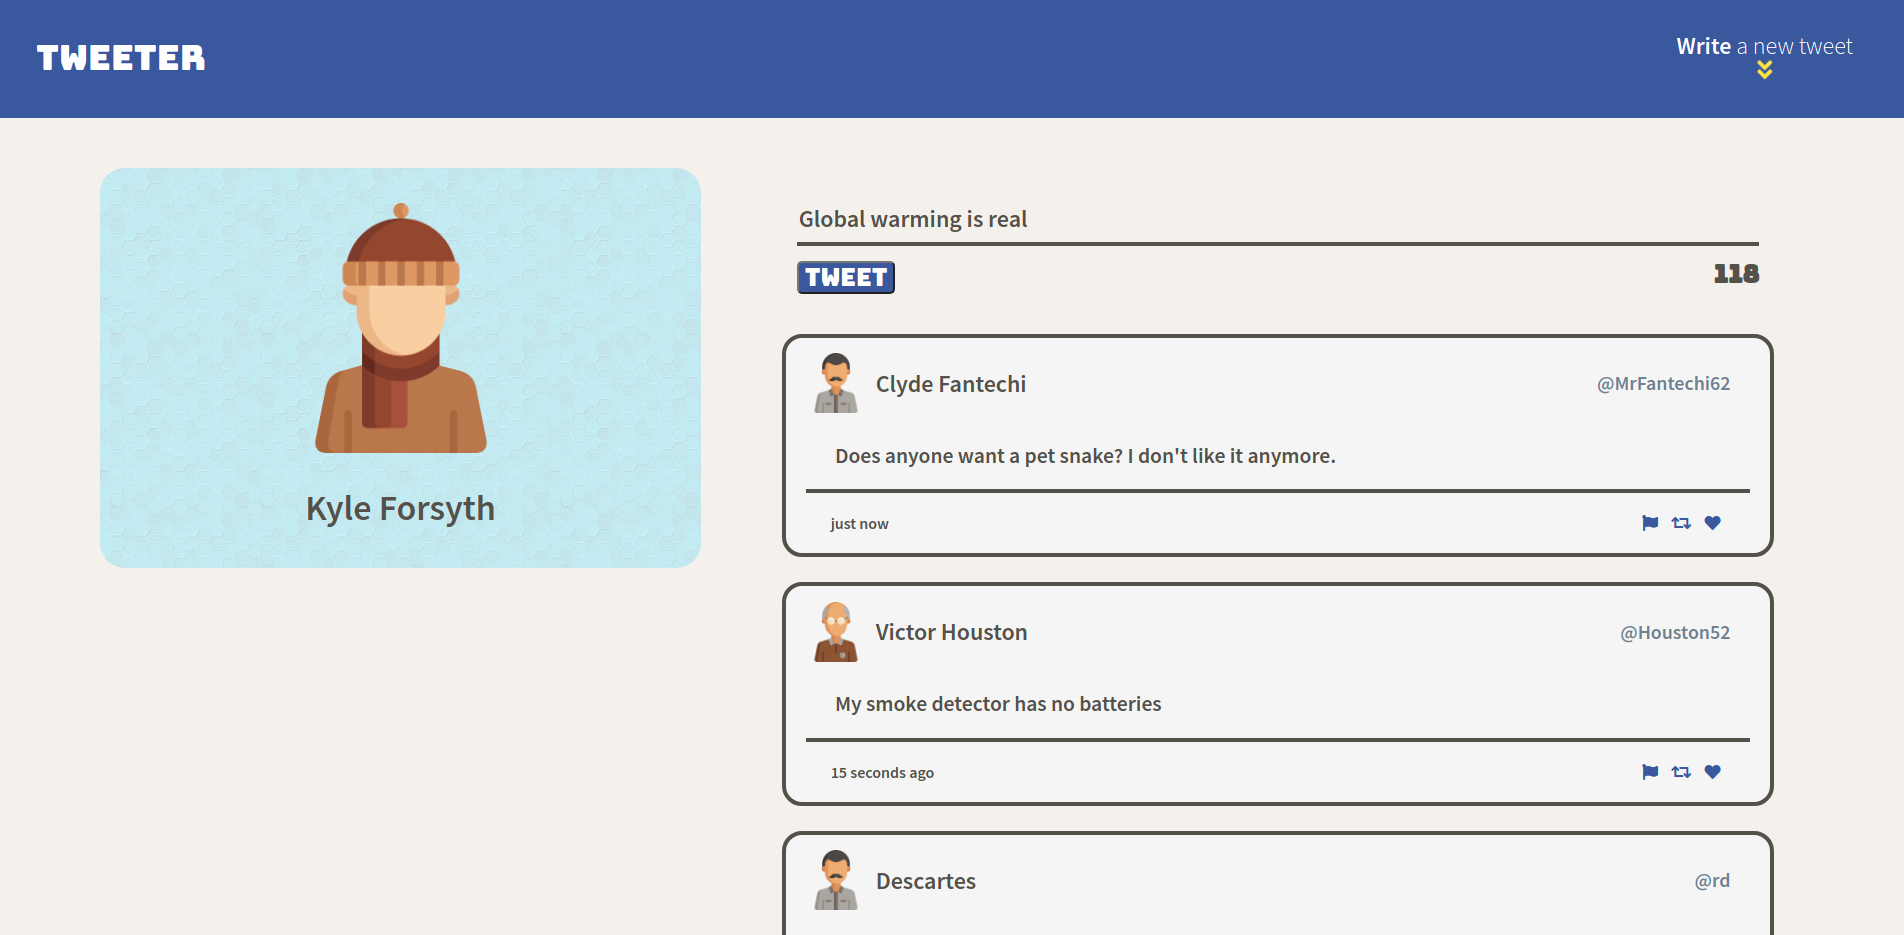 TWEETER
Write a new tweet
Kyle Forsyth
Global warming is real
TWEET
118
Clyde Fantechi
@MrFantechi62
Does anyone want a pet snake? I don't like it anymore.
just now
Victor Houston
@Houston52
My smoke detector has no batteries
15 seconds ago
Descartes
@rd